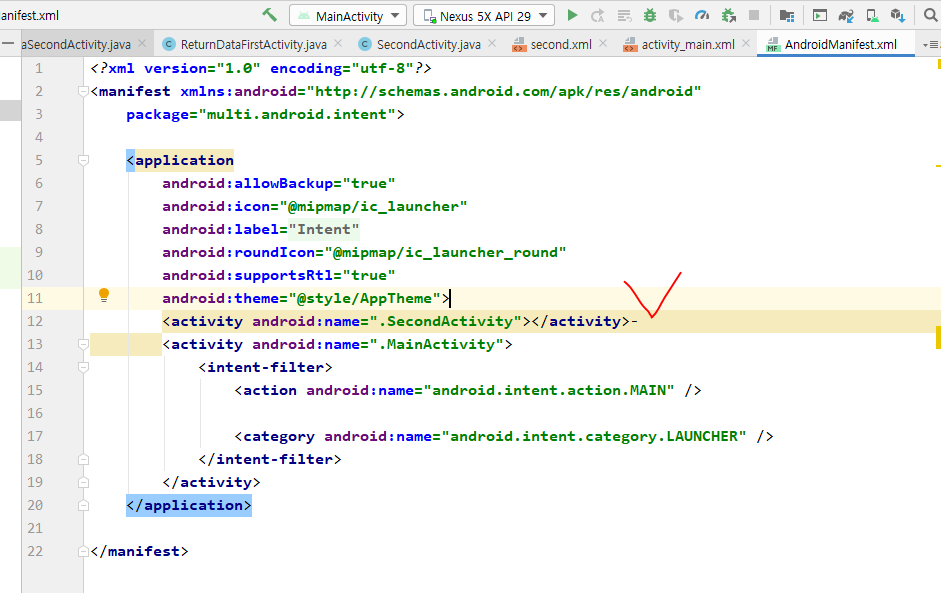 anifest.xml
MainActivity
Nexus 5X API 29
aSecondActivity.java
ReturnDataFirstActivity.java
SecondActivity.java
second.xml
activity_main.xml
AndroidManifest.xml
1 <?xml version="1.0" encoding="utf-8"?>
2 <manifest xmlns:android="http://schemas.android.com/apk/res/android"
3 package="multi.android.intent">
4
5 <application
6 android:allowBackup="true"
7 android:icon="@mipmap/ic_launcher"
8 android:label="Intent"
9 android:roundIcon="@mipmap/ic_launcher_round"
10 android:supportsRtl="true"
11 android:theme="@style/AppTheme">
12 <activity android:name=".SecondActivity"></activity>-
13 <activity android:name=".MainActivity">
14 <intent-filter>
15 <action android:name="android.intent.action.MAIN" />
16
17 <category android:name="android.intent.category.LAUNCHER" />
18 </intent-filter>
19 </activity>
20 </application>
21
22 </manifest>